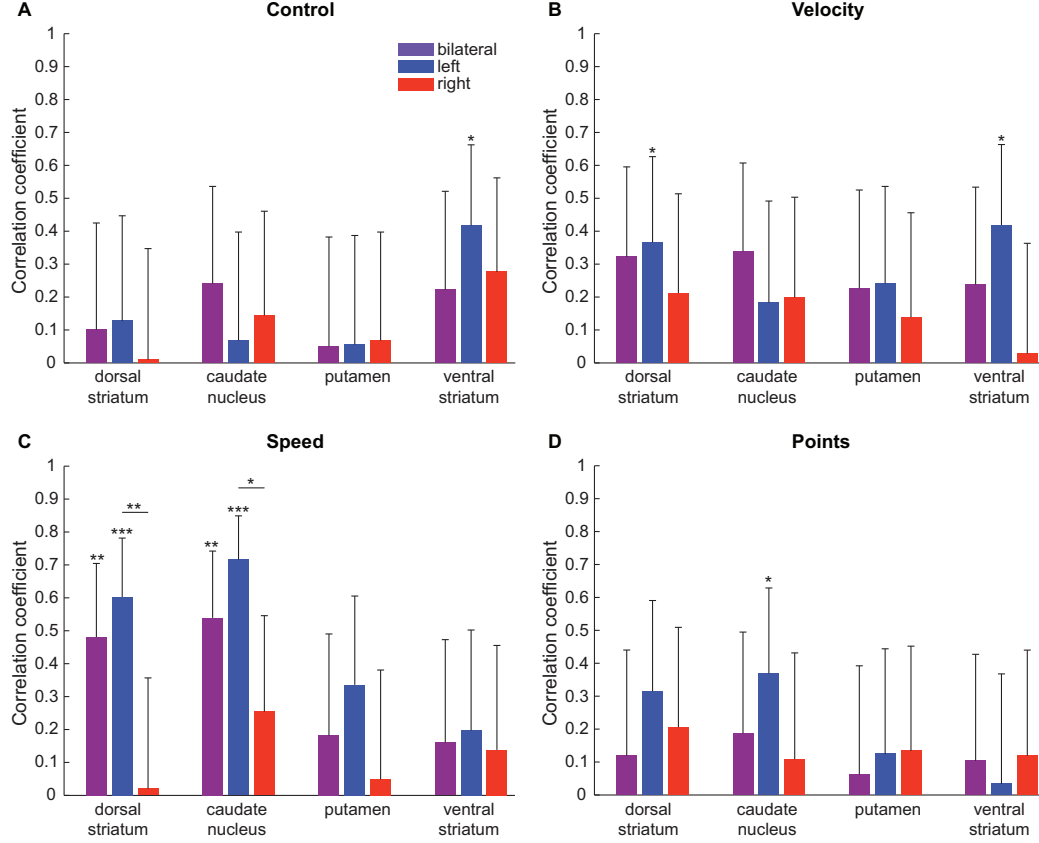 A Control
bilateral
left
right
Correlation coefficient
1
0.9
0.8
0.7
0.6
0.5
0.4
0.3
0.2
0.1
0
*
dorsal striatum
caudate nucleus
putamen
ventral striatum
B Velocity
Correlation coefficient
1
0.9
0.8
0.7
0.6
0.5
0.4
0.3
0.2
0.1
0
*
*
dorsal striatum
caudate nucleus
putamen
ventral striatum
C Speed
Correlation coefficient
1
0.9
0.8
0.7
0.6
0.5
0.4
0.3
0.2
0.1
0
**
***
**
**
***
*
dorsal striatum
caudate nucleus
putamen
ventral striatum
D Points
Correlation coefficient
1
0.9
0.8
0.7
0.6
0.5
0.4
0.3
0.2
0.1
0
*
dorsal striatum
caudate nucleus
putamen
ventral striatum